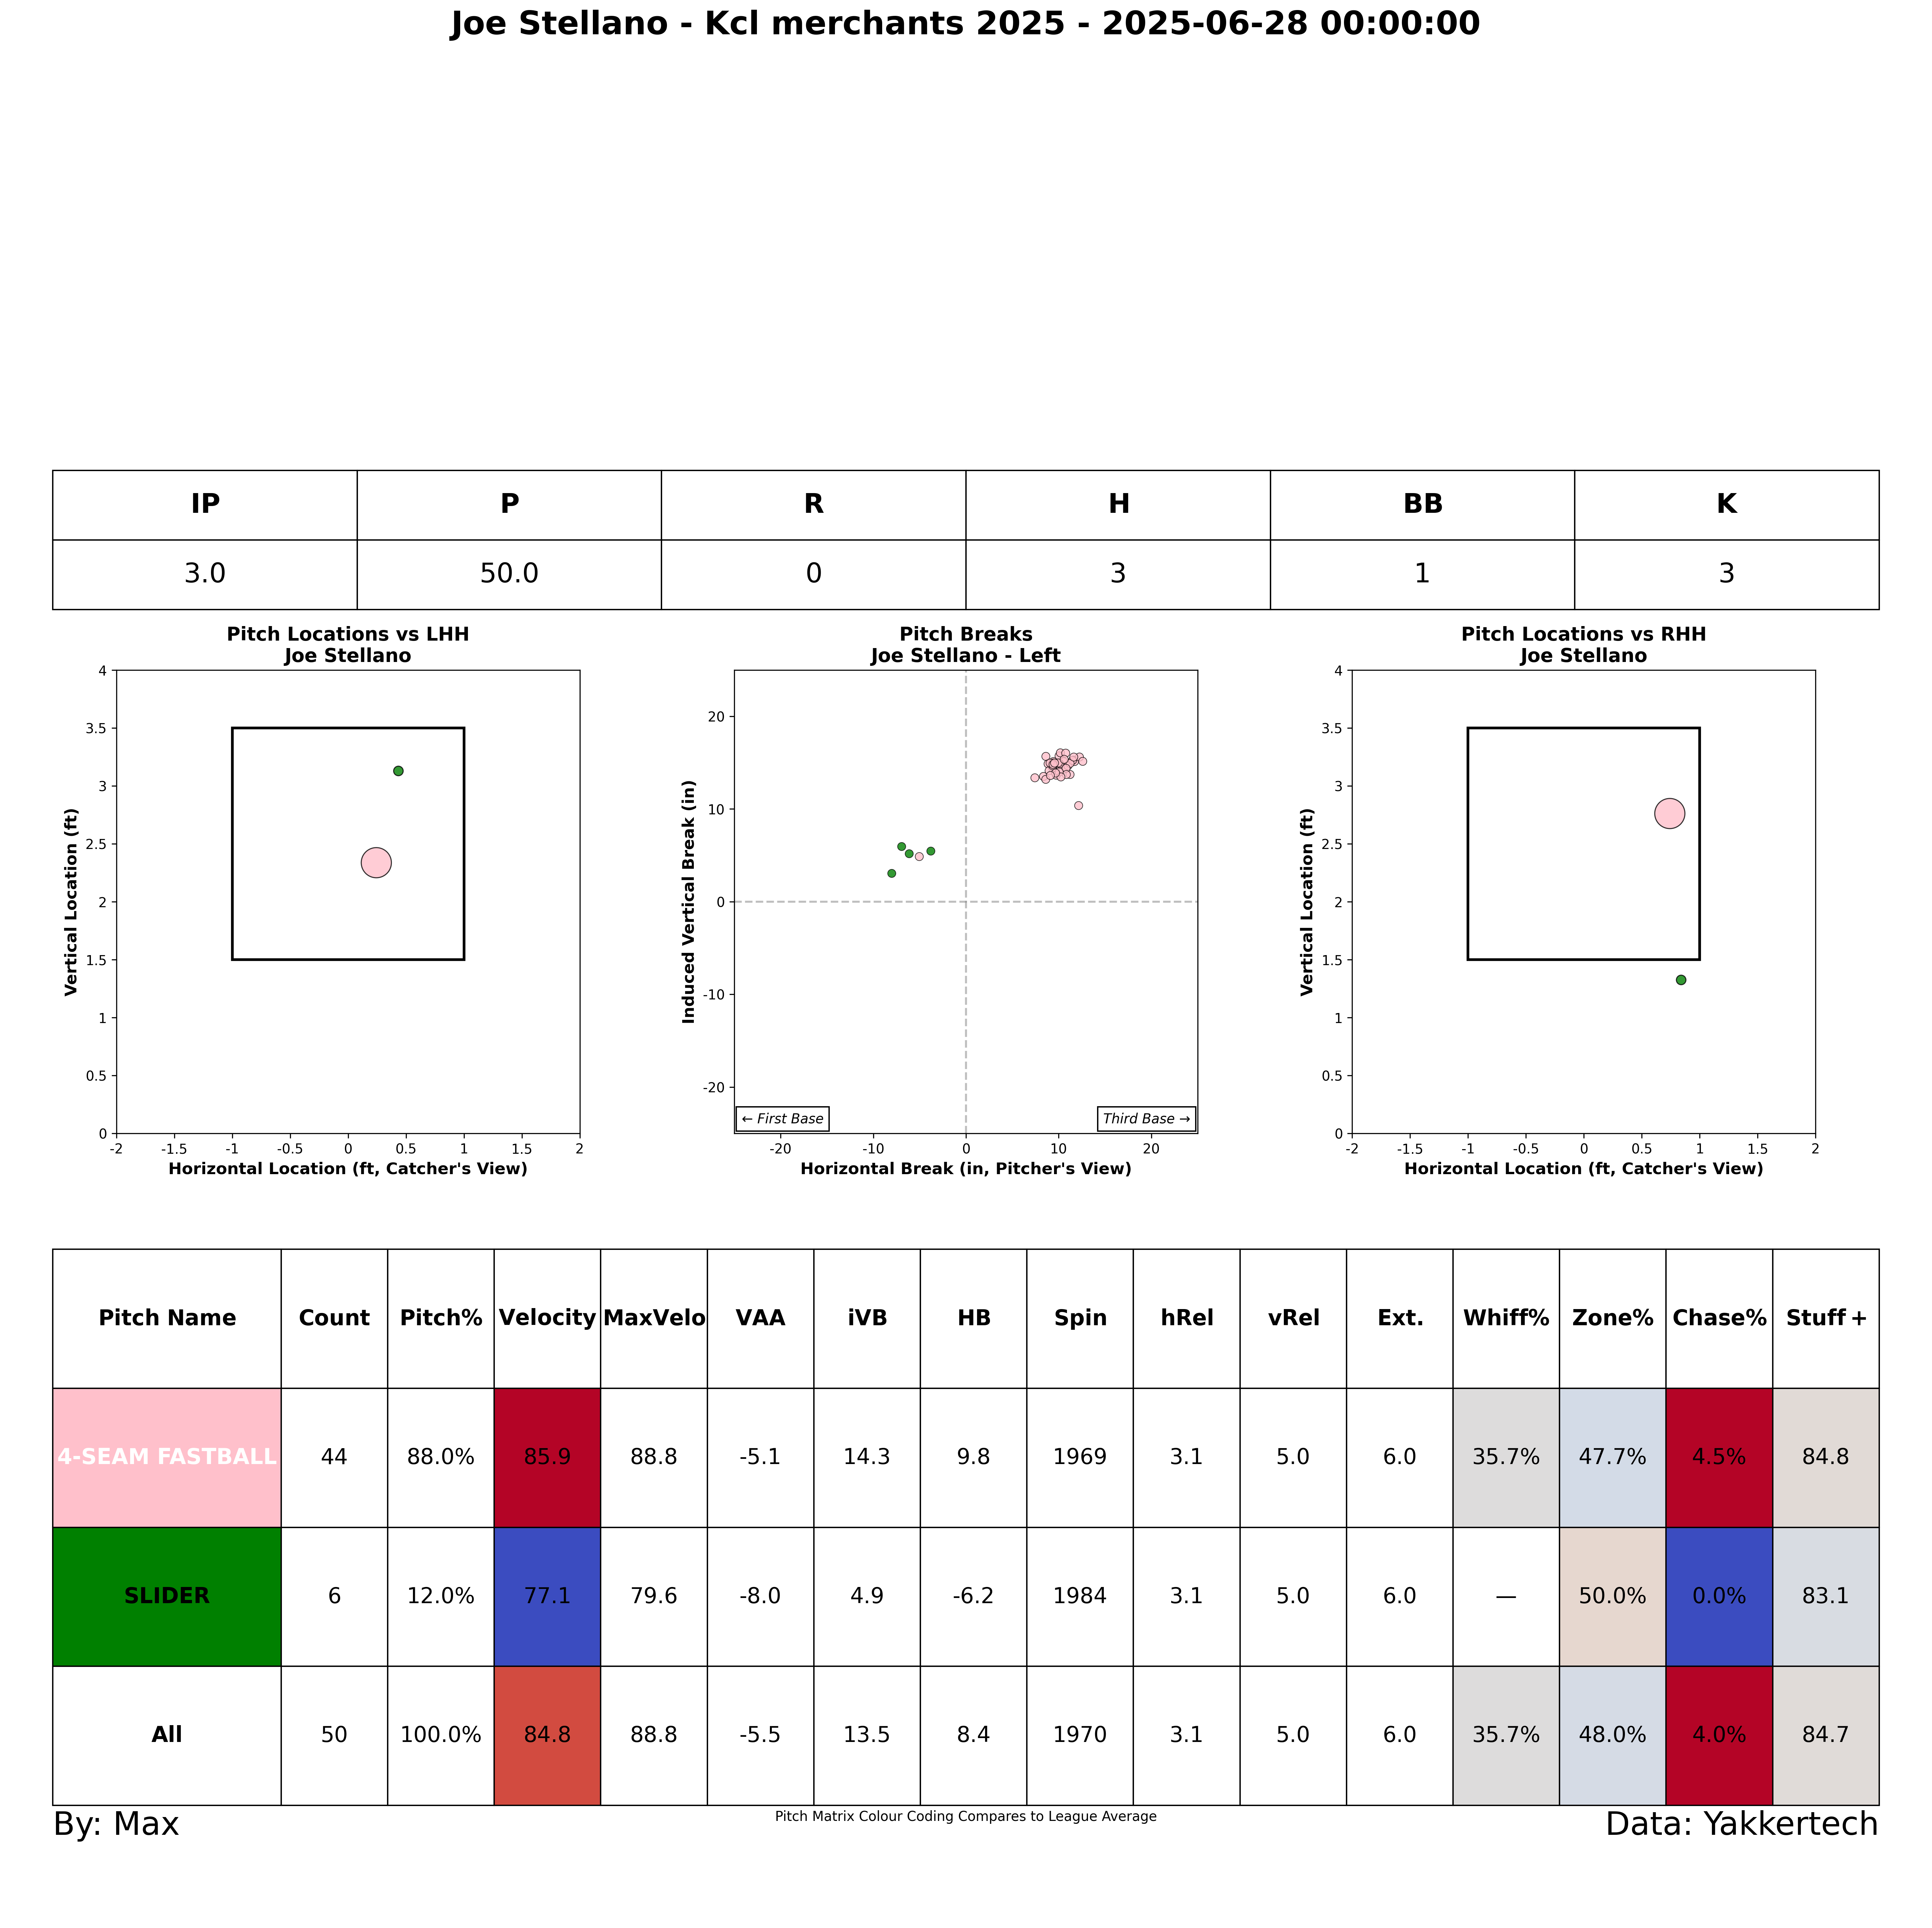 Joe Stellano - Kcl merchants 2025 - 2025-06-28 00:00:00
IP P R H BB K
3.0 50.0 0 3 1 3
Pitch Locations vs LHH
Joe Stellano
4
3.5
3
2.5
2
1.5
1
0.5
0
-2 -1.5 -1 -0.5 0 0.5 1 1.5 2
Vertical Location (ft)
Horizontal Location (ft, Catcher's View)
Pitch Breaks
Joe Stellano - Left
20
10
0
-10
-20
← First Base
Third Base →
-20 -10 0 10 20
Induced Vertical Break (in)
Horizontal Break (in, Pitcher's View)
Pitch Locations vs RHH
Joe Stellano
4
3.5
3
2.5
2
1.5
1
0.5
0
-2 -1.5 -1 -0.5 0 0.5 1 1.5 2
Vertical Location (ft)
Horizontal Location (ft, Catcher's View)
Pitch Name Count Pitch% Velocity MaxVelo VAA iVB HB Spin hRel vRel Ext. Whiff% Zone% Chase% Stuff+
4-SEAM FASTBALL 44 88.0% 85.9 88.8 -5.1 14.3 9.8 1969 3.1 5.0 6.0 35.7% 47.7% 4.5% 84.8
SLIDER 6 12.0% 77.1 79.6 -8.0 4.9 -6.2 1984 3.1 5.0 6.0 — 50.0% 0.0% 83.1
All 50 100.0% 84.8 88.8 -5.5 13.5 8.4 1970 3.1 5.0 6.0 35.7% 48.0% 4.0% 84.7
By: Max
Pitch Matrix Colour Coding Compares to League Average
Data: Yakkertech